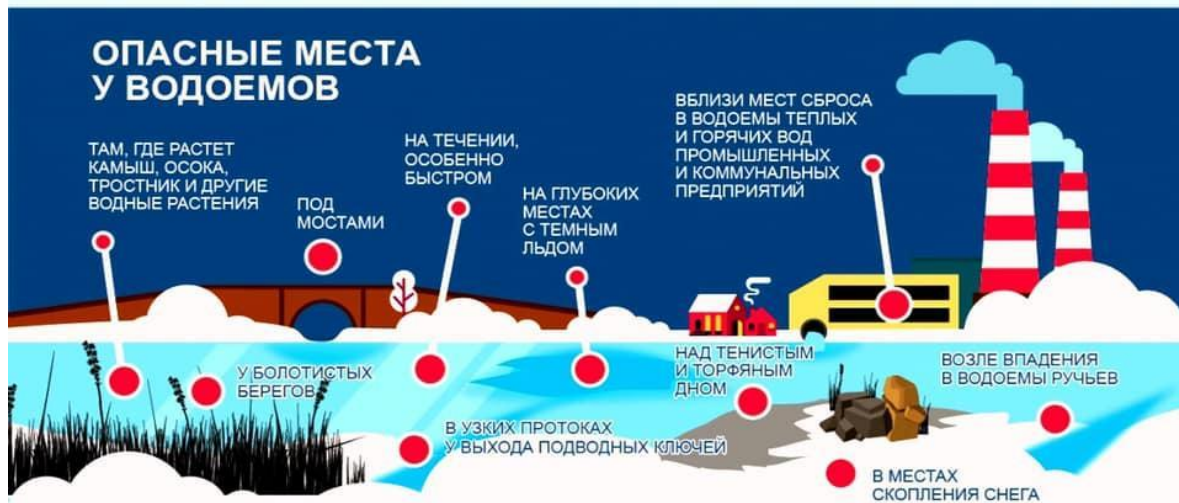 ОПАСНЫЕ МЕСТА
У ВОДОЕМОВ
ТАМ, ГДЕ РАСТЕТ
КАМЫШ, ОСОКА,
ТРОСТНИК И ДРУГИЕ
ВОДНЫЕ РАСТЕНИЯ
ПОД
МОСТАМИ
НА ТЕЧЕНИИ,
ОСОБЕННО
БЫСТРОМ
НА ГЛУБОКИХ
МЕСТАХ
С ТЕМНЫМ
ЛЬДОМ
ВБЛИЗИ МЕСТ СБРОСА
В ВОДОЕМЫ ТЕПЛЫХ
И ГОРЯЧИХ ВОД
ПРОМЫШЛЕННЫХ
И КОММУНАЛЬНЫХ
ПРЕДПРИЯТИЙ
У БОЛОТИСТЫХ
БЕРЕГОВ
В УЗКИХ ПРОТОКАХ
У ВЫХОДА ПОДВОДНЫХ КЛЮЧЕЙ
НАД ТЕНИСТЫМ
И ТОРФЯНЫМ
ДНОМ
ВОЗЛЕ ВПАДЕНИЯ
В ВОДОЕМЫ РУЧЬЕВ
В МЕСТАХ
СКОПЛЕНИЯ СНЕГА